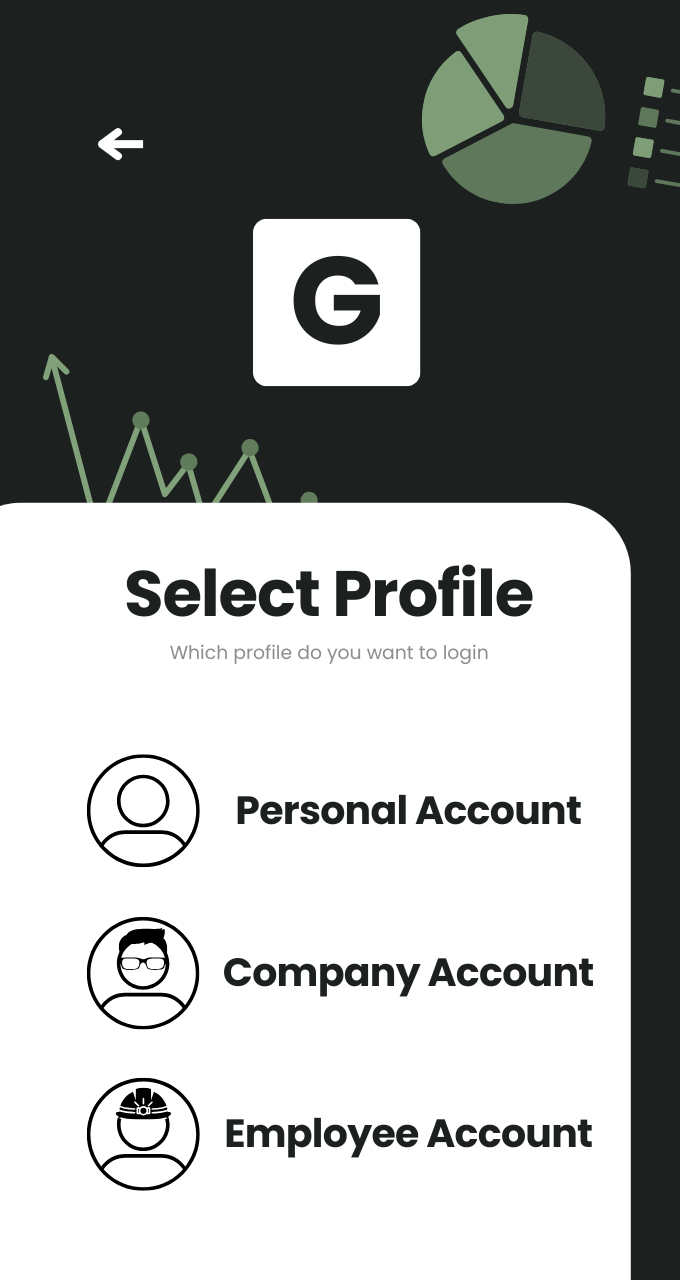 G
Select Profile
Which profile do you want to login
Personal Account
Company Account
Employee Account